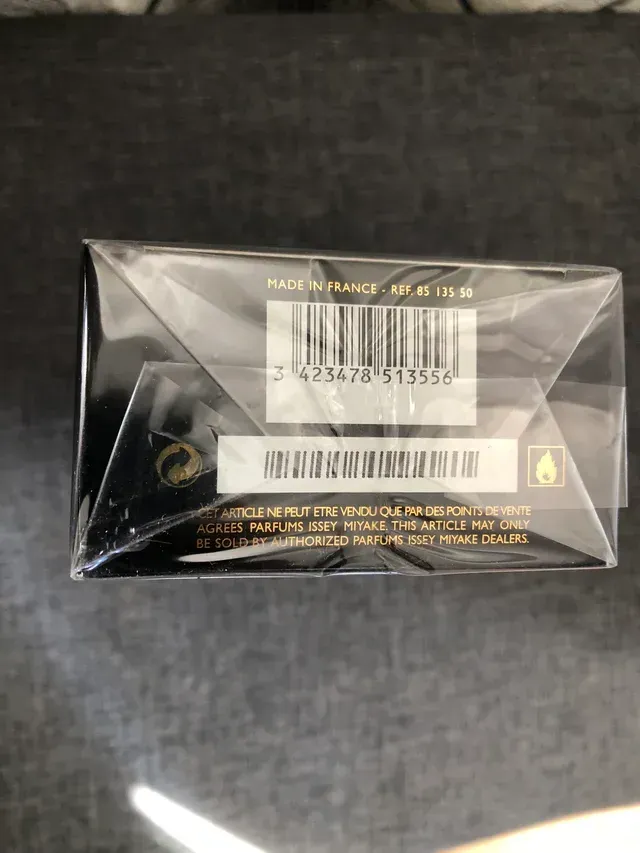 MADE IN FRANCE - REF. 85 135 50
3 423478 513556
CET ARTICLE NE PEUT ETRE VENDU QUE PAR DES POINTS DE VENTE
AGREES PARFUMS ISSEY MIYAKE. THIS ARTICLE MAY ONLY
BE SOLD BY AUTHORIZED PARFUMS ISSEY MIYAKE DEALERS.